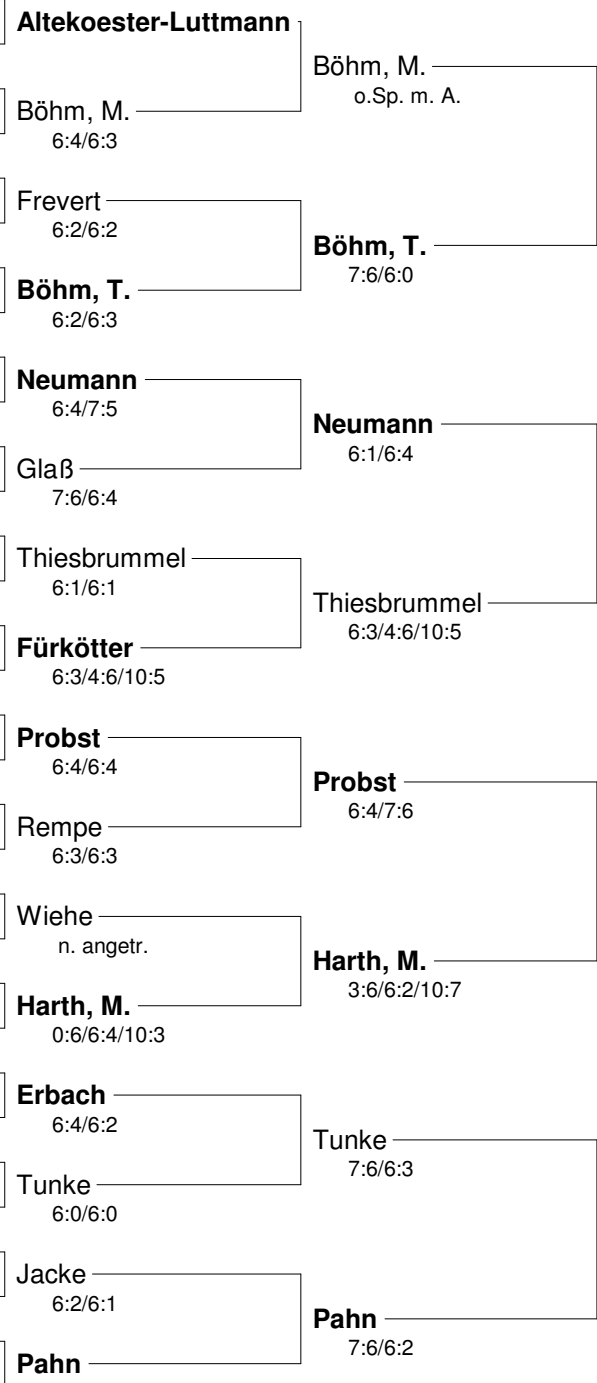 Altekoester-Luttmann
Böhm, M.
6:4/6:3
Frevert
6:2/6:2
Böhm, T.
6:2/6:3
Neumann
6:4/7:5
Glaß
7:6/6:4
Thiesbrummel
6:1/6:1
Fürkötter
6:3/4:6/10:5
Probst
6:4/6:4
Rempe
6:3/6:3
Wiehe
n. angetr.
Harth, M.
0:6/6:4/10:3
Erbach
6:4/6:2
Tunke
6:0/6:0
Jacke
6:2/6:1
Pahn
Böhm, M.
o.Sp. m. A.
Böhm, T.
7:6/6:0
Neumann
6:1/6:4
Thiesbrummel
6:3/4:6/10:5
Probst
6:4/7:6
Harth, M.
3:6/6:2/10:7
Tunke
7:6/6:3
Pahn
7:6/6:2